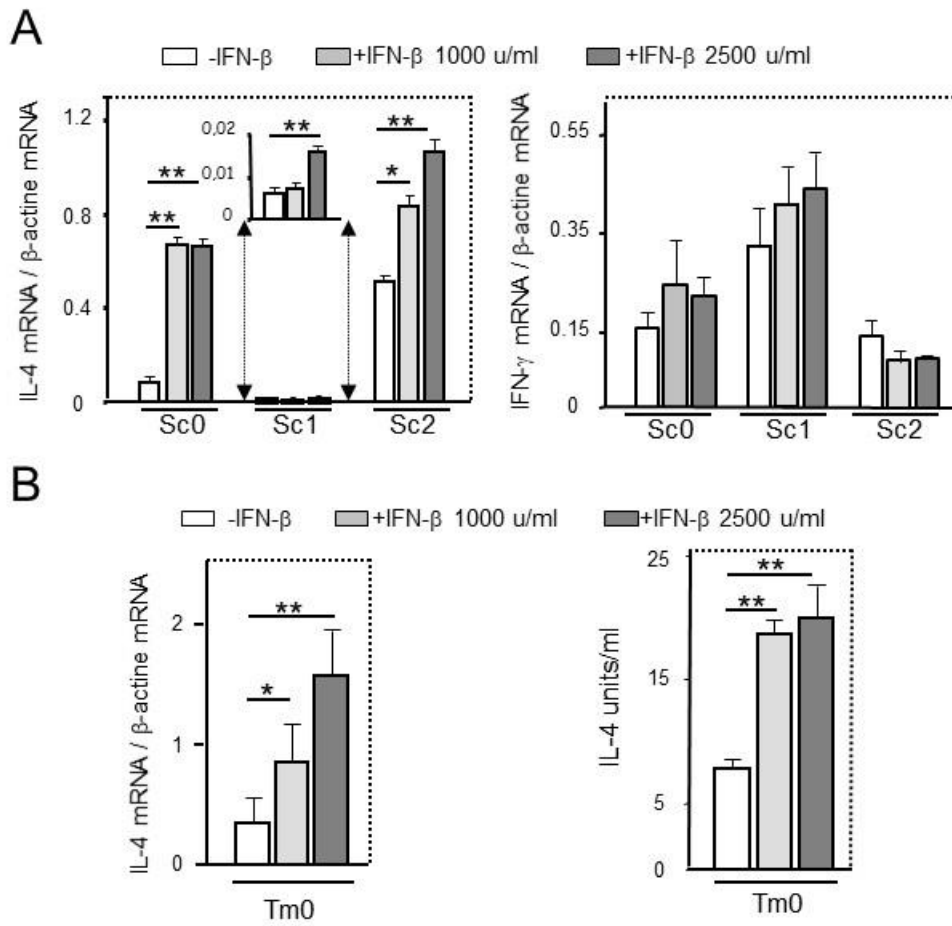 A
-IFN-β +IFN-β 1000 u/ml +IFN-β 2500 u/ml
IL-4 mRNA / β-actine mRNA
1.2
0.8
0.4
0
0,02
0,01
0
**
**
**
*
**
Sc0 Sc1 Sc2
IFN-γ mRNA / β-actine mRNA
0.55
0.35
0.15
0
Sc0 Sc1 Sc2
B
-IFN-β +IFN-β 1000 u/ml +IFN-β 2500 u/ml
IL-4 mRNA / β-actine mRNA
2
1
0
**
*
Tm0
IL-4 units/ml
25
15
5
0
**
**
Tm0